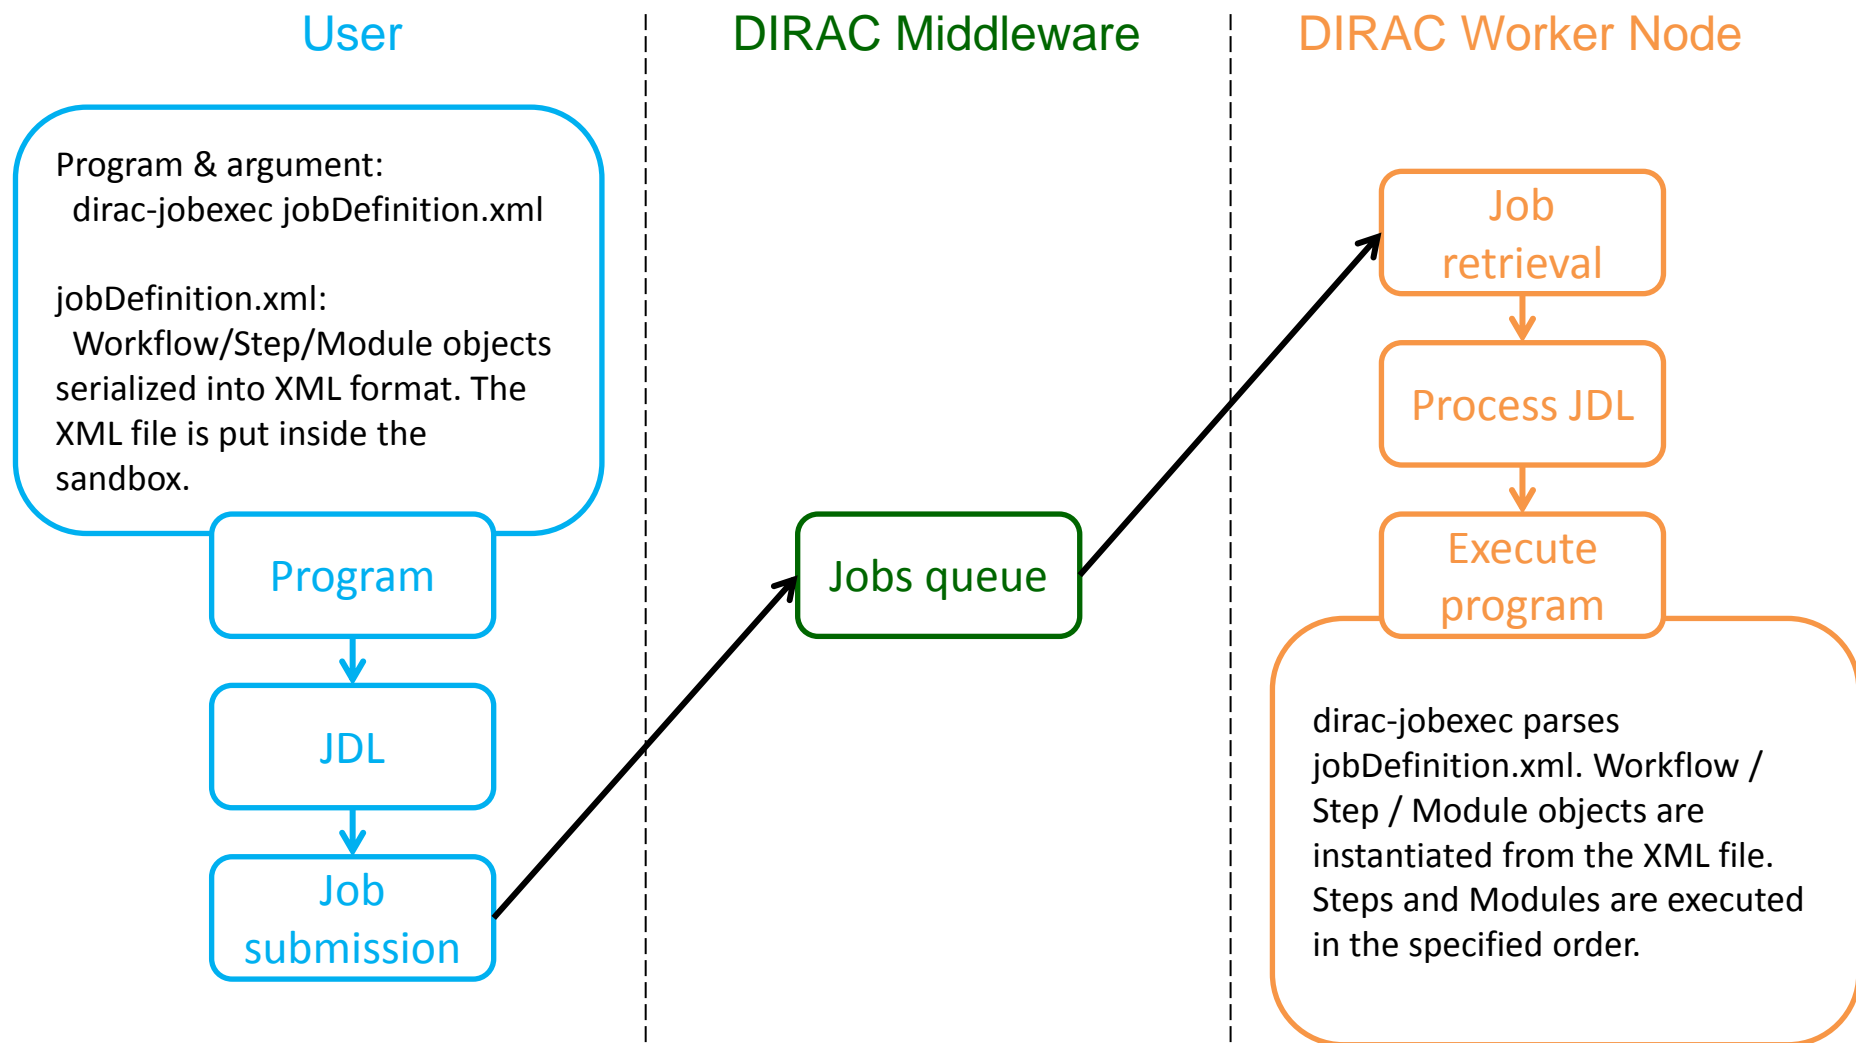 User
DIRAC Middleware
DIRAC Worker Node
Program & argument:
dirac-jobexec jobDefinition.xml
jobDefinition.xml:
Workflow/Step/Module objects
serialized into XML format. The
XML file is put inside the
sandbox.
Program
JDL
Job
submission
Jobs queue
Job
retrieval
Process JDL
Execute
program
dirac-jobexec parses
jobDefinition.xml. Workflow /
Step / Module objects are
instantiated from the XML file.
Steps and Modules are executed
in the specified order.